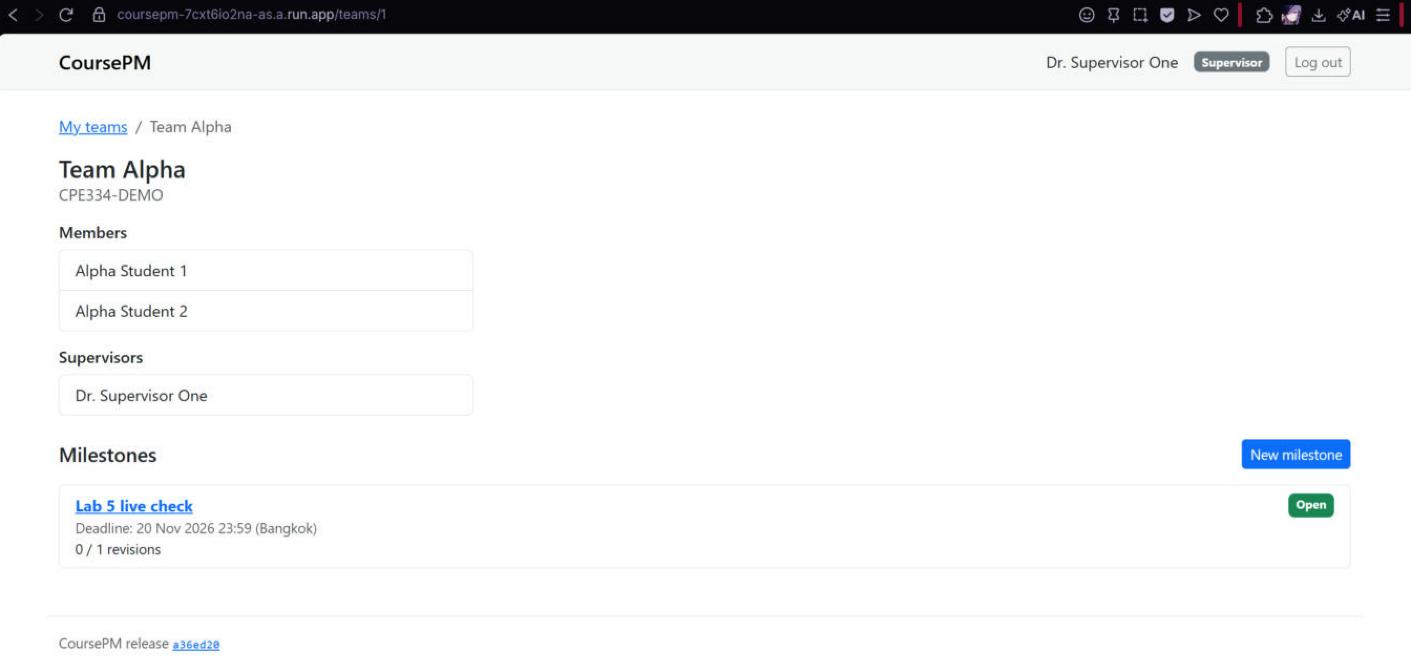 coursepm-7cxt6io2na-as.a.run.app/teams/1
AI
CoursePM
Dr. Supervisor One Supervisor Log out
My teams / Team Alpha
Team Alpha
CPE334-DEMO
Members
Alpha Student 1
Alpha Student 2
Supervisors
Dr. Supervisor One
Milestones
New milestone
Lab 5 live check
Open
Deadline: 20 Nov 2026 23:59 (Bangkok)
0 / 1 revisions
CoursePM release a36ed20